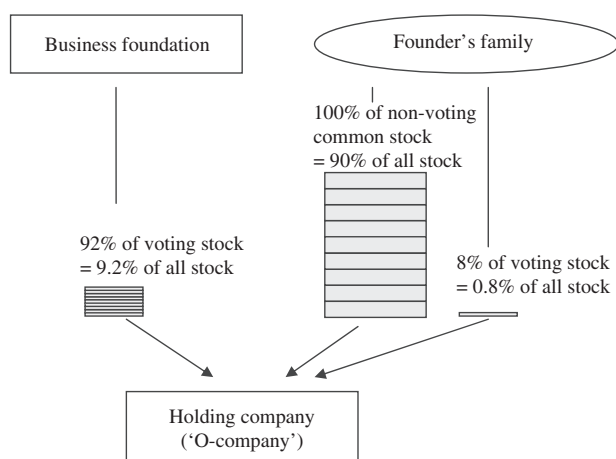 Business foundation
Founder’s family
100% of non-voting
common stock
= 90% of all stock
92% of voting stock
= 9.2% of all stock
8% of voting stock
= 0.8% of all stock
Holding company
(‘O-company’)